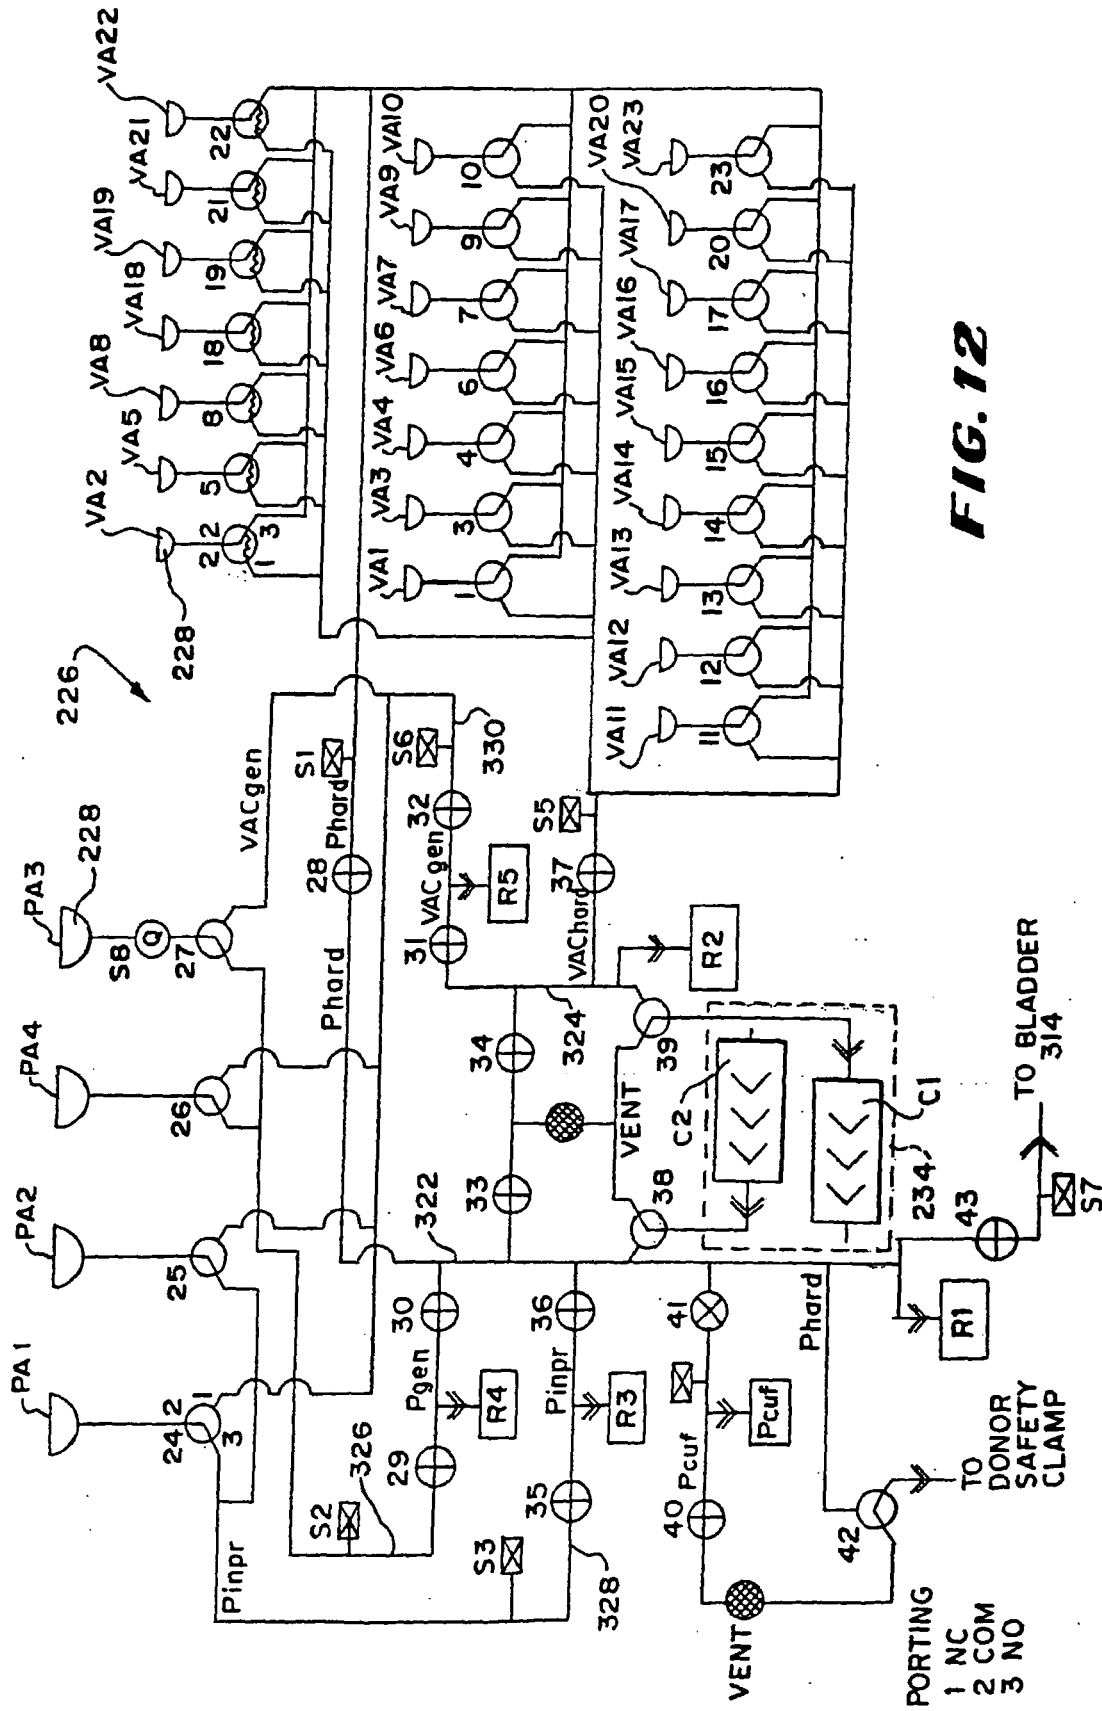 226
228
VA2
VA5
VA8
VA18
VA19
VA21
VA22
2
2
1
3
5
8
18
19
21
22
VA1
VA3
VA4
VA6
VA7
VA9
VA10
1
3
4
6
7
9
10
VA11
VA12
VA13
VA14
VA15
VA16
VA17
VA20
VA23
11
12
13
14
15
16
17
20
23
PA1
PA2
PA4
PA3
228
S8
Q
24
2
1
3
25
26
27
VACgen
Pinpr
Phard
28
Phard
S1
S2
326
29
Pgen
30
R4
322
31
VACgen
32
S6
330
R5
33
34
324
VAChard
37
S5
R2
S3
328
35
Pinpr
36
R3
VENT
38
39
C2
C1
234
40
Pcuf
41
Pcuf
VENT
Phard
42
TO
DONOR
SAFETY
CLAMP
R1
43
S7
TO BLADDER
314
PORTING
1 NC
2 COM
3 NO
FIG. 12